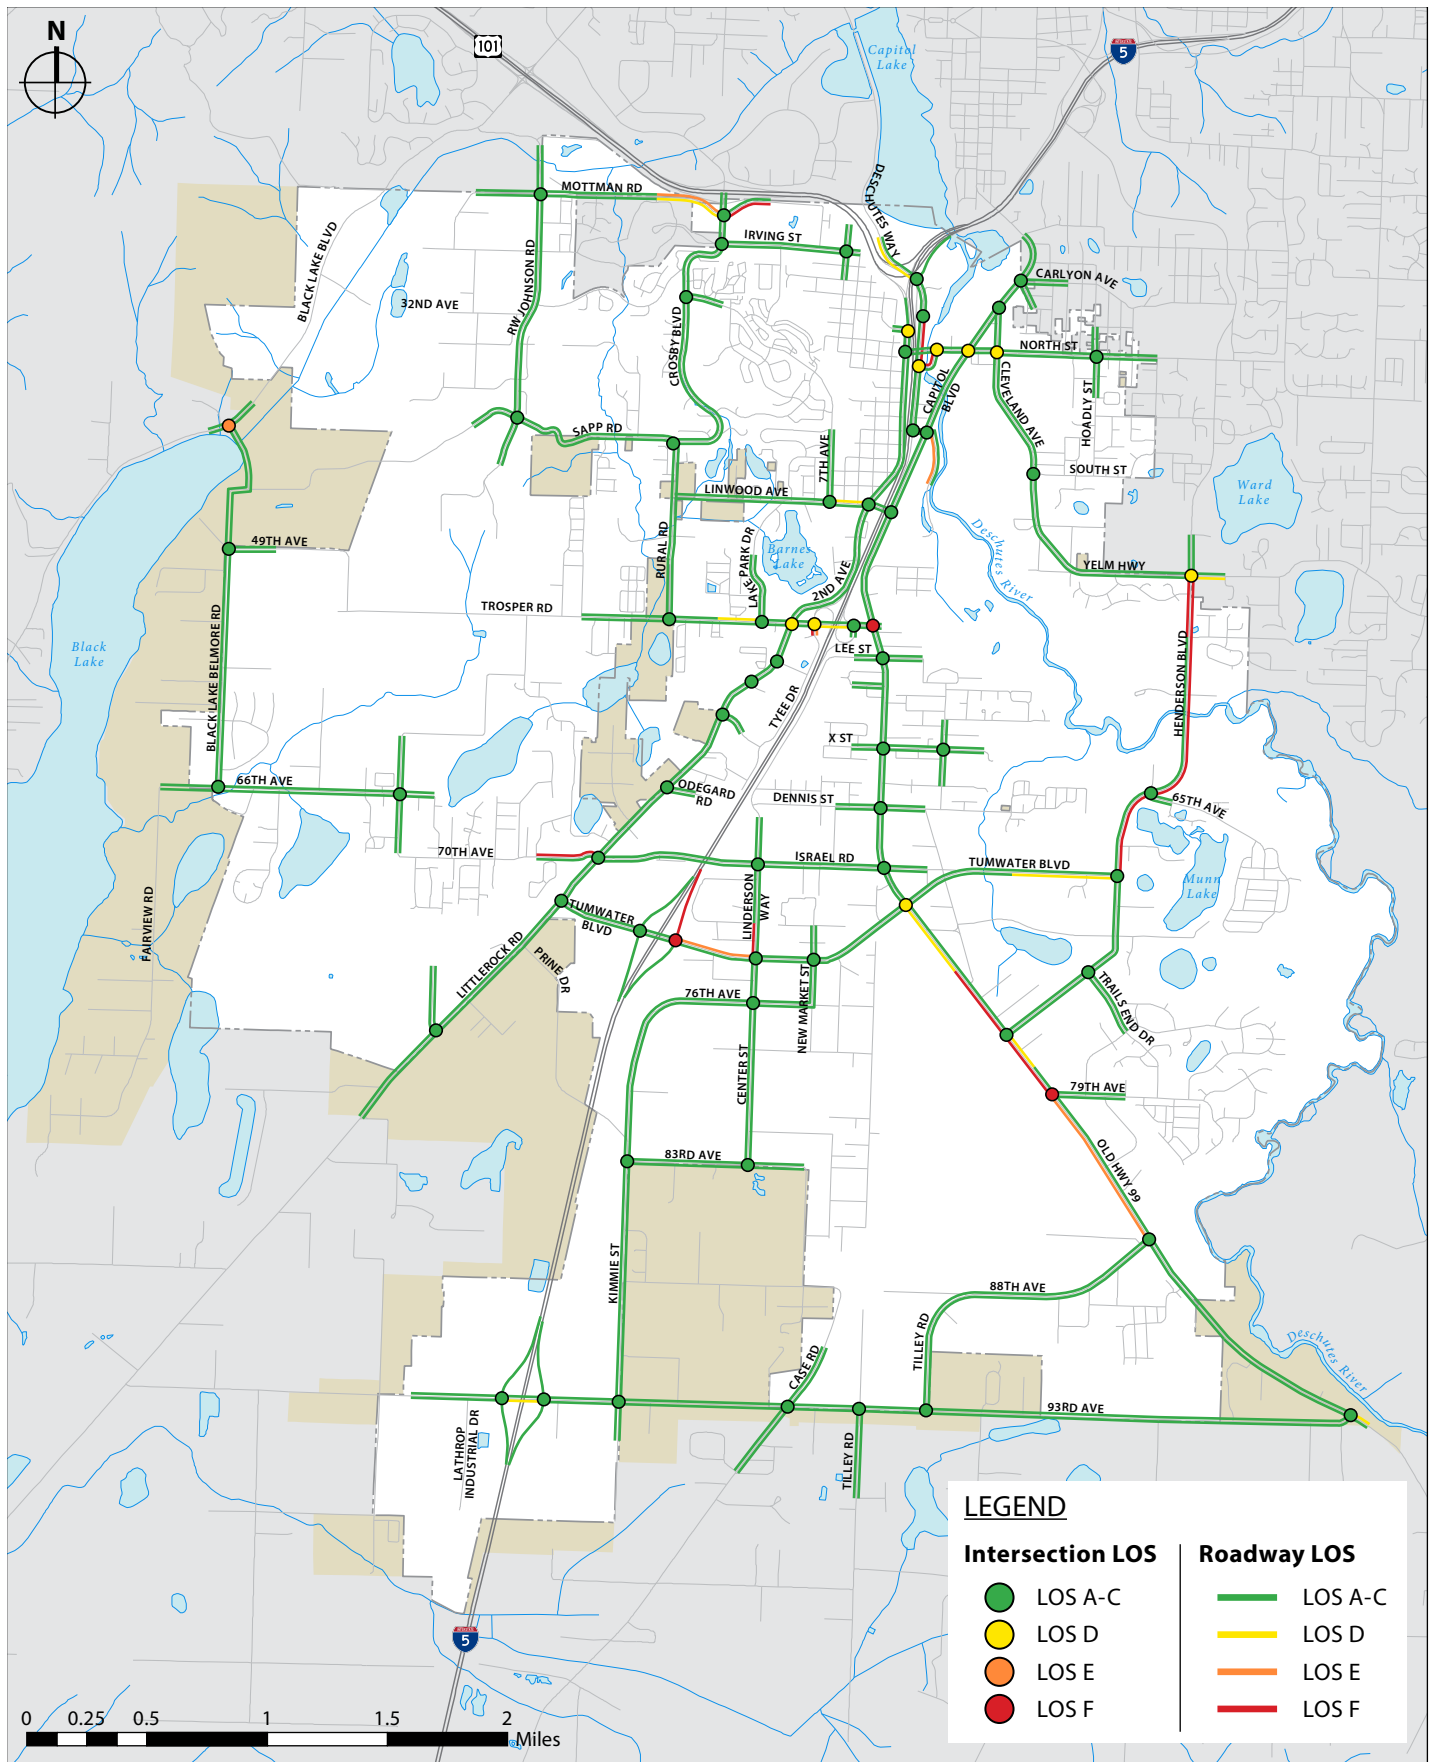 N
101
Capitol
Lake
5
MOTTMAN RD
DESCHUTES WAY
IRVING ST
BLACK LAKE BLVD
32ND AVE
RW JOHNSON RD
CROSBY BLVD
CARLYON AVE
NORTH ST
CAPITOL
BLVD
CLEVELAND AVE
HOADLY ST
SAPP RD
7TH AVE
SOUTH ST
LINWOOD AVE
Ward
Lake
49TH AVE
RURAL RD
LAKE PARK DR
Barnes
Lake
2ND AVE
Deschutes River
YELM HWY
TROSPER RD
LEE ST
Black
Lake
BLACK LAKE BELMORE RD
TYEE DR
HENDERSON BLVD
X ST
66TH AVE
ODEGARD
RD
DENNIS ST
65TH AVE
70TH AVE
ISRAEL RD
TUMWATER BLVD
Munn
Lake
FAIRVIEW RD
TUMWATER
BLVD
LINDERSON
WAY
LITTLEROCK RD
PRINE DR
76TH AVE
NEW MARKET ST
TRAILS END DR
CENTER ST
79TH AVE
83RD AVE
OLD HWY 99
KIMMIE ST
88TH AVE
TILLEY RD
CASE RD
Deschutes River
93RD AVE
LATHROP
INDUSTRIAL DR
TILLEY RD
LEGEND
Intersection LOS
Roadway LOS
LOS A-C
LOS A-C
LOS D
LOS D
LOS E
LOS E
LOS F
LOS F
5
0 0.25 0.5 1 1.5 2
Miles